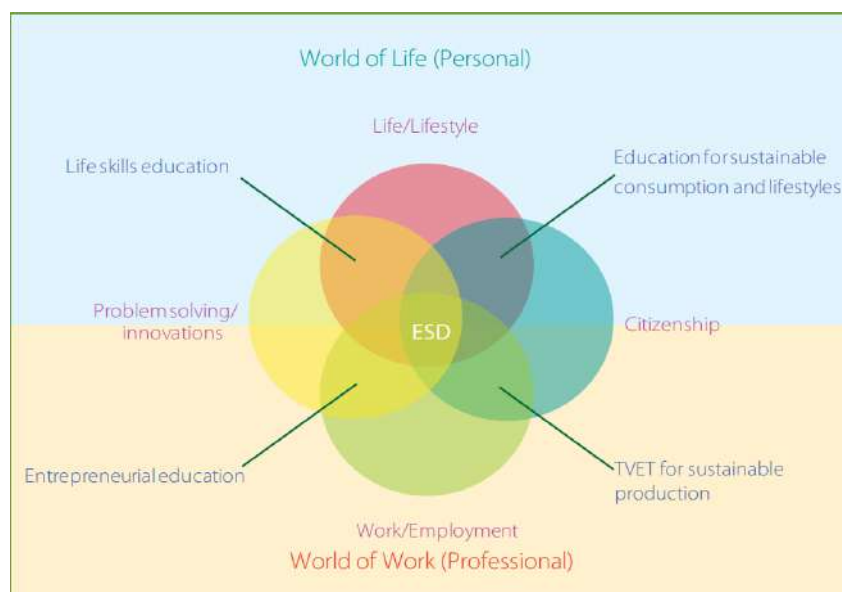 World of Life (Personal)
Life/Lifestyle
Life skills education
Education for sustainable
consumption and lifestyles
Problem solving/
innovations
ESD
Citizenship
Entrepreneurial education
TVET for sustainable
production
Work/Employment
World of Work (Professional)